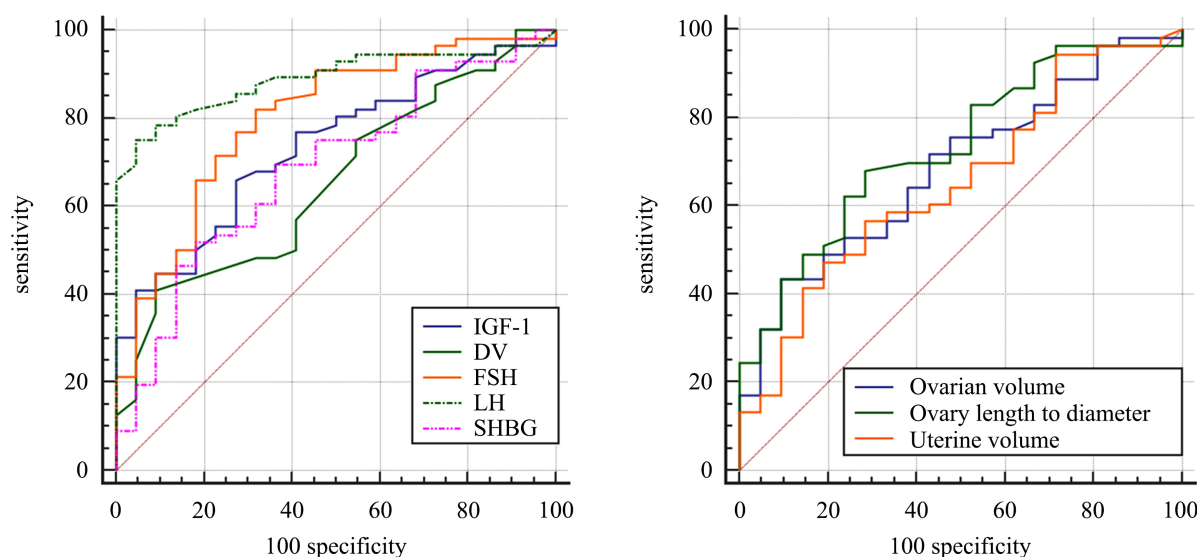 100
80
60
40
20
0
sensitivity
IGF-1
DV
FSH
LH
SHBG
0 20 40 60 80 100
100 specificity
100
80
60
40
20
0
sensitivity
Ovarian volume
Ovary length to diameter
Uterine volume
0 20 40 60 80 100
100 specificity